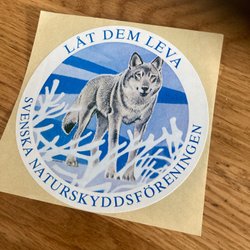 LÅT DEM LEVA
SVENSKA NATURSKYDDSFÖRENINGEN